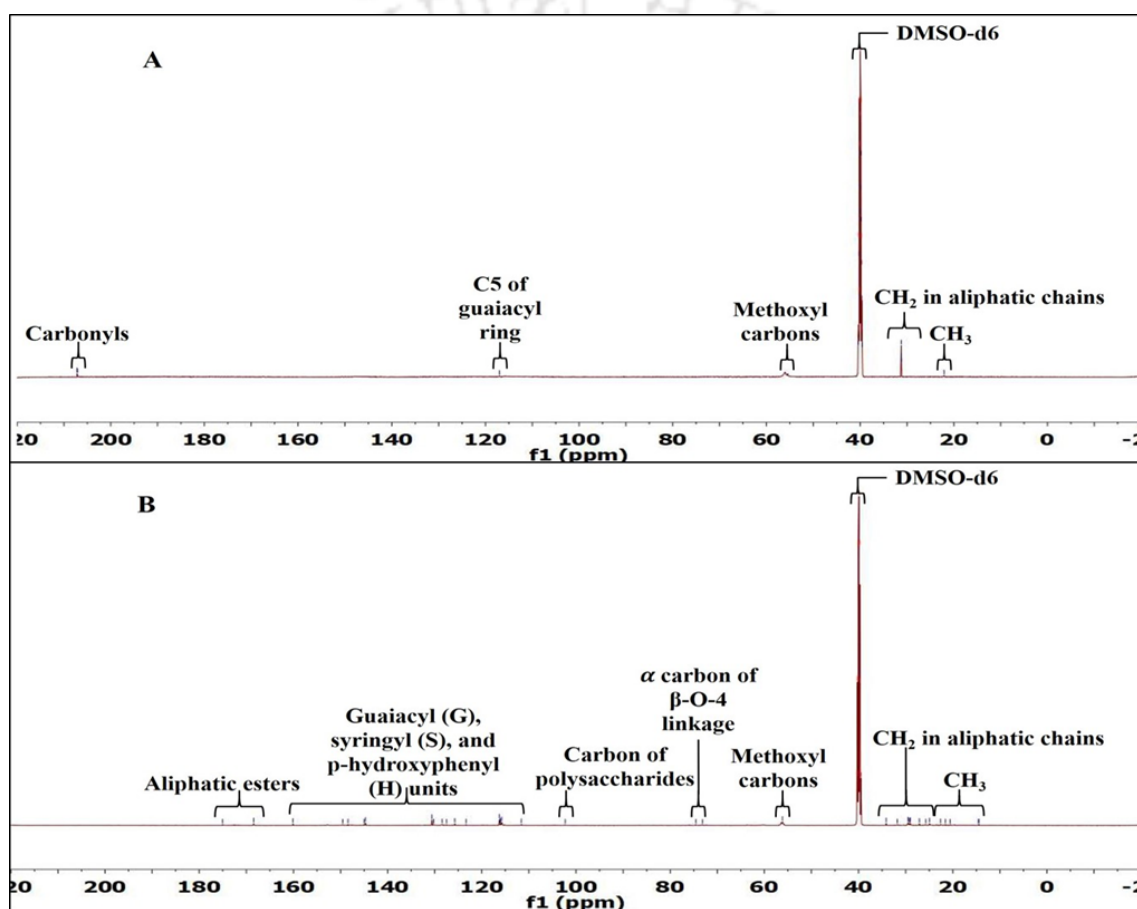 DMSO-d6
A
C5 of
guaiacyl
ring
CH₂ in aliphatic chains
Methoxyl
carbons
Carbonyls
CH₃
20 200 180 160 140 120 100 80 60 40 20 0 -2
f1 (ppm)
DMSO-d6
B
α carbon of
β-O-4
linkage
Guaiacyl (G),
syringyl (S), and
p-hydroxyphenyl
(H) units
CH₂ in aliphatic chains
Carbon of
polysaccharides
Methoxyl
carbons
Aliphatic esters
CH₃
20 200 180 160 140 120 100 80 60 40 20 0 -2
f1 (ppm)